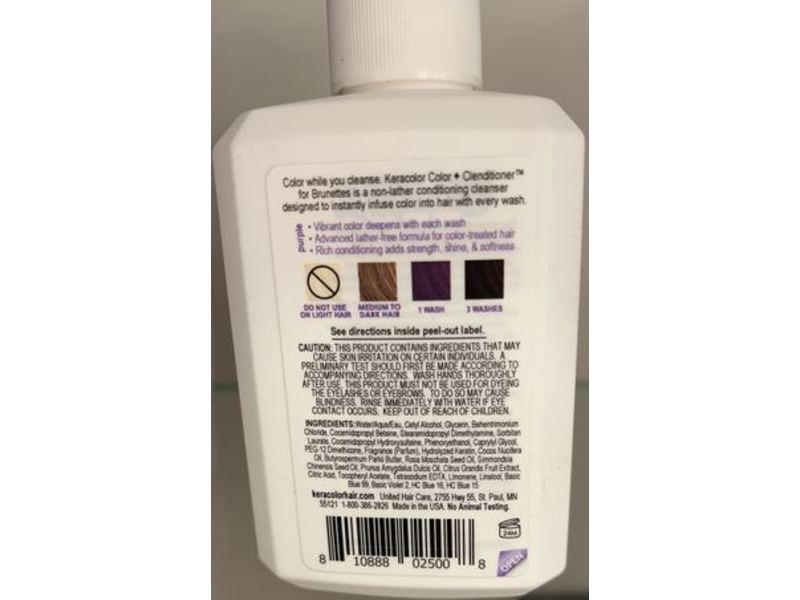 Color while you cleanse. Keracolor Color + Clenditioner™
for Brunettes is a non-lather conditioning cleanser
designed to instantly infuse color into hair with every wash.
purple
• Vibrant color deepens with each wash
• Advanced lather-free formula for color-treated hair
• Rich conditioning adds strength, shine, & softness
DO NOT USE
ON LIGHT HAIR
MEDIUM TO
DARK HAIR
1 WASH
3 WASHES
See directions inside peel-out label.
CAUTION: THIS PRODUCT CONTAINS INGREDIENTS THAT MAY
CAUSE SKIN IRRITATION ON CERTAIN INDIVIDUALS. A
PRELIMINARY TEST SHOULD FIRST BE MADE ACCORDING TO
ACCOMPANYING DIRECTIONS. WASH HANDS THOROUGHLY
AFTER USE. THIS PRODUCT MUST NOT BE USED FOR DYEING
THE EYELASHES OR EYEBROWS. TO DO SO MAY CAUSE
BLINDNESS. RINSE IMMEDIATELY WITH WATER IF EYE
CONTACT OCCURS. KEEP OUT OF REACH OF CHILDREN.
INGREDIENTS:Water/Aqua/Eau, Cetyl Alcohol, Glycerin, Behentrimonium
Chloride, Cocamidopropyl Betaine, Stearamidopropyl Dimethylamine, Sorbitan
Laurate, Cocamidopropyl Hydroxysultaine, Phenoxyethanol, Caprylyl Glycol,
PEG-12 Dimethicone, Fragrance (Parfum), Hydrolyzed Keratin, Cocos Nucifera
Oil, Butyrospermum Parkii Butter, Rosa Moschata Seed Oil, Simmondsia
Chinensis Seed Oil, Prunus Amygdalus Dulcis Oil, Citrus Grandis Fruit Extract,
Citric Acid, Tocopheryl Acetate, Tetrasodium EDTA, Limonene, Linalool, Basic
Blue 99, Basic Violet 2, HC Blue 16, HC Blue 15
keracolorhair.com United Hair Care, 2755 Hwy 55, St. Paul, MN
55121 1-800-386-2826 Made in the USA. No Animal Testing.
24M
OPEN
8 10888 02500 8